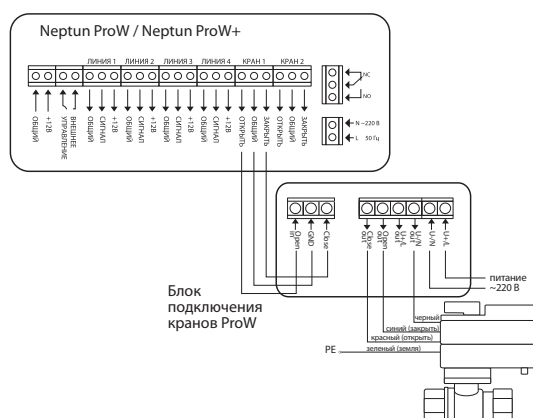 Neptun ProW / Neptun ProW+
ЛИНИЯ 1 ЛИНИЯ 2 ЛИНИЯ 3 ЛИНИЯ 4 КРАН 1 КРАН 2
ОБЩИЙ
+12В
ВНЕШНЕЕ УПРАВЛЕНИЕ
ОБЩИЙ
СИГНАЛ
+12В
ОБЩИЙ
СИГНАЛ
+12В
ОБЩИЙ
СИГНАЛ
+12В
ОБЩИЙ
СИГНАЛ
+12В
ОТКРЫТЬ
ОБЩИЙ
ЗАКРЫТЬ
ОТКРЫТЬ
ОБЩИЙ
ЗАКРЫТЬ
NC
NO
N ~220 В
L 50 Гц
Open in
GND
Close
Close out
Open out
U+/L out
U-/N out
U-/N
U+/L
Блок
подключения
кранов ProW
питание
~220 В
черный
синий (закрыть)
красный (открыть)
PE зеленый (земля)